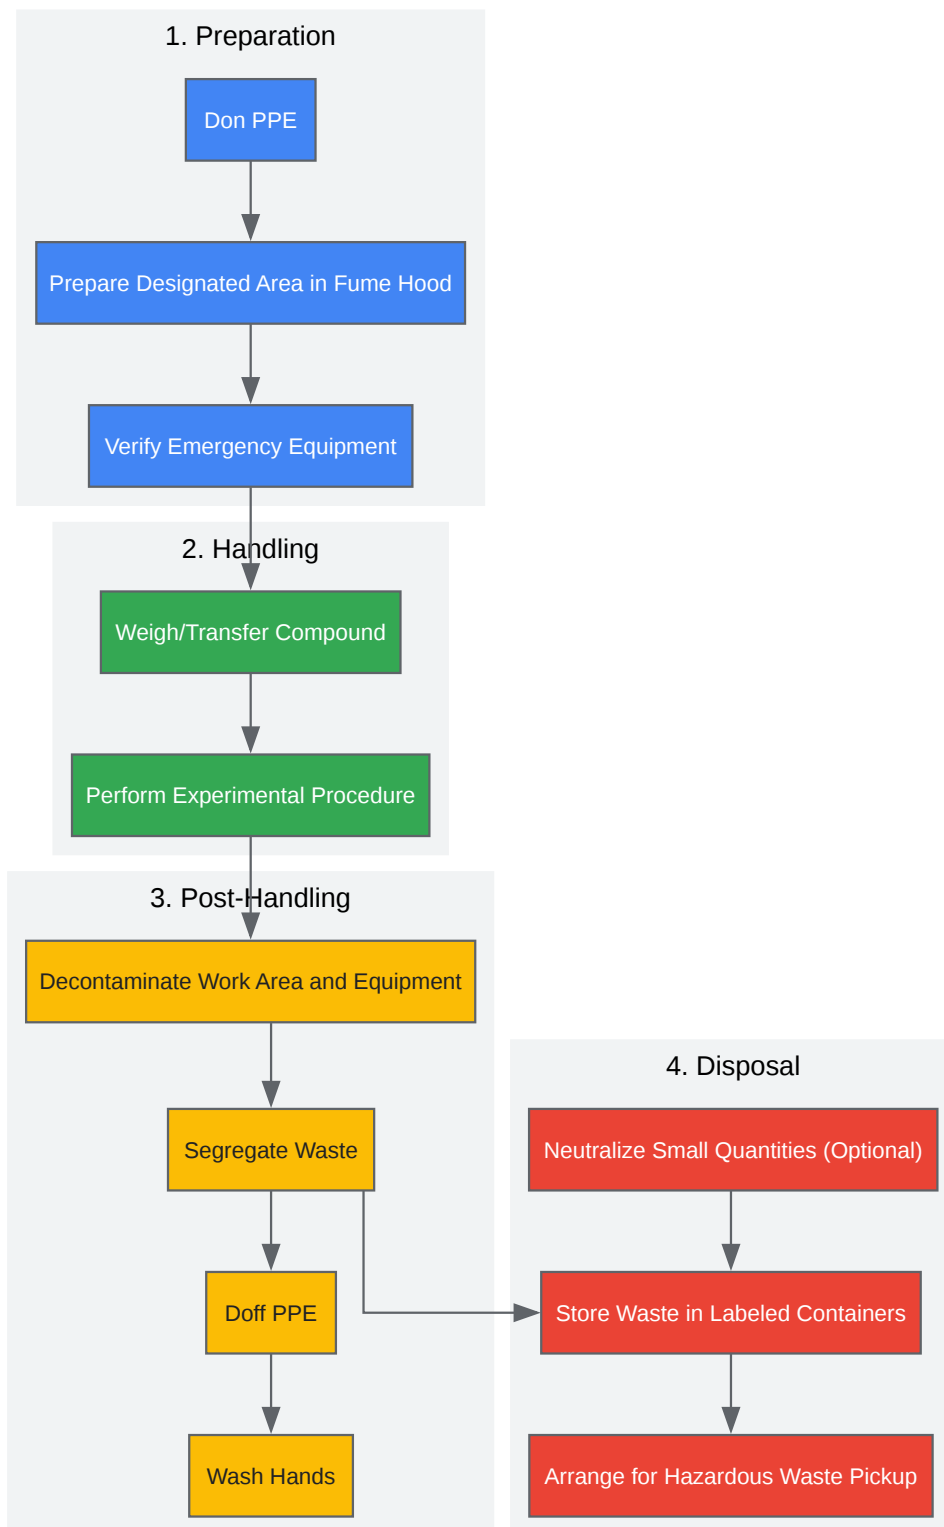 1. Preparation
Don PPE
Prepare Designated Area in Fume Hood
Verify Emergency Equipment
2. Handling
Weigh/Transfer Compound
Perform Experimental Procedure
3. Post-Handling
Decontaminate Work Area and Equipment
Segregate Waste
Doff PPE
Wash Hands
4. Disposal
Neutralize Small Quantities (Optional)
Store Waste in Labeled Containers
Arrange for Hazardous Waste Pickup